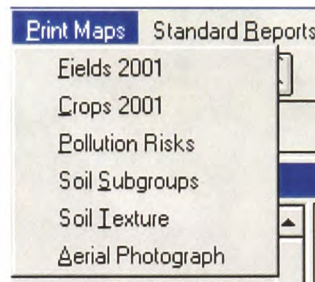 Print Maps Standard Reports
Fields 2001
Crops 2001
Pollution Risks
Soil Subgroups
Soil Texture
Aerial Photograph